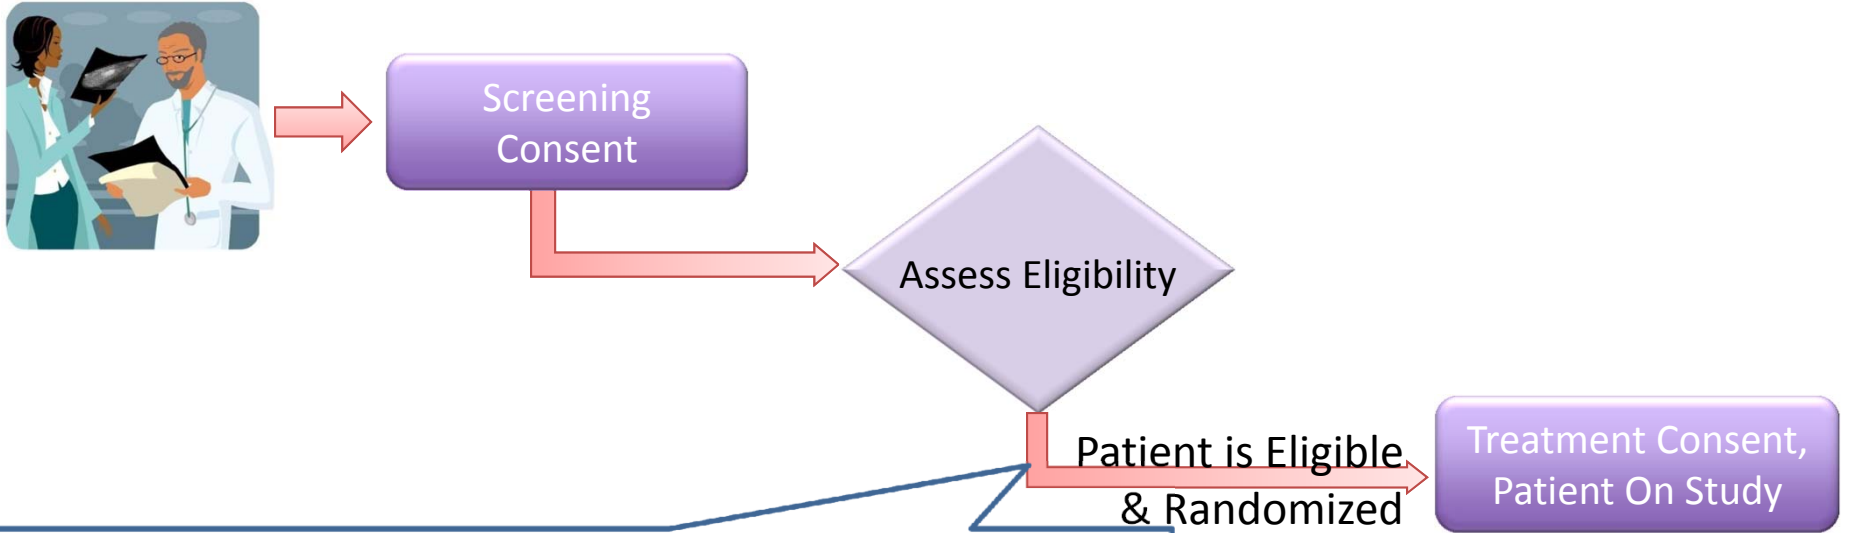 Screening
Consent
Assess Eligibility
Patient is Eligible
& Randomized
Treatment Consent,
Patient On Study